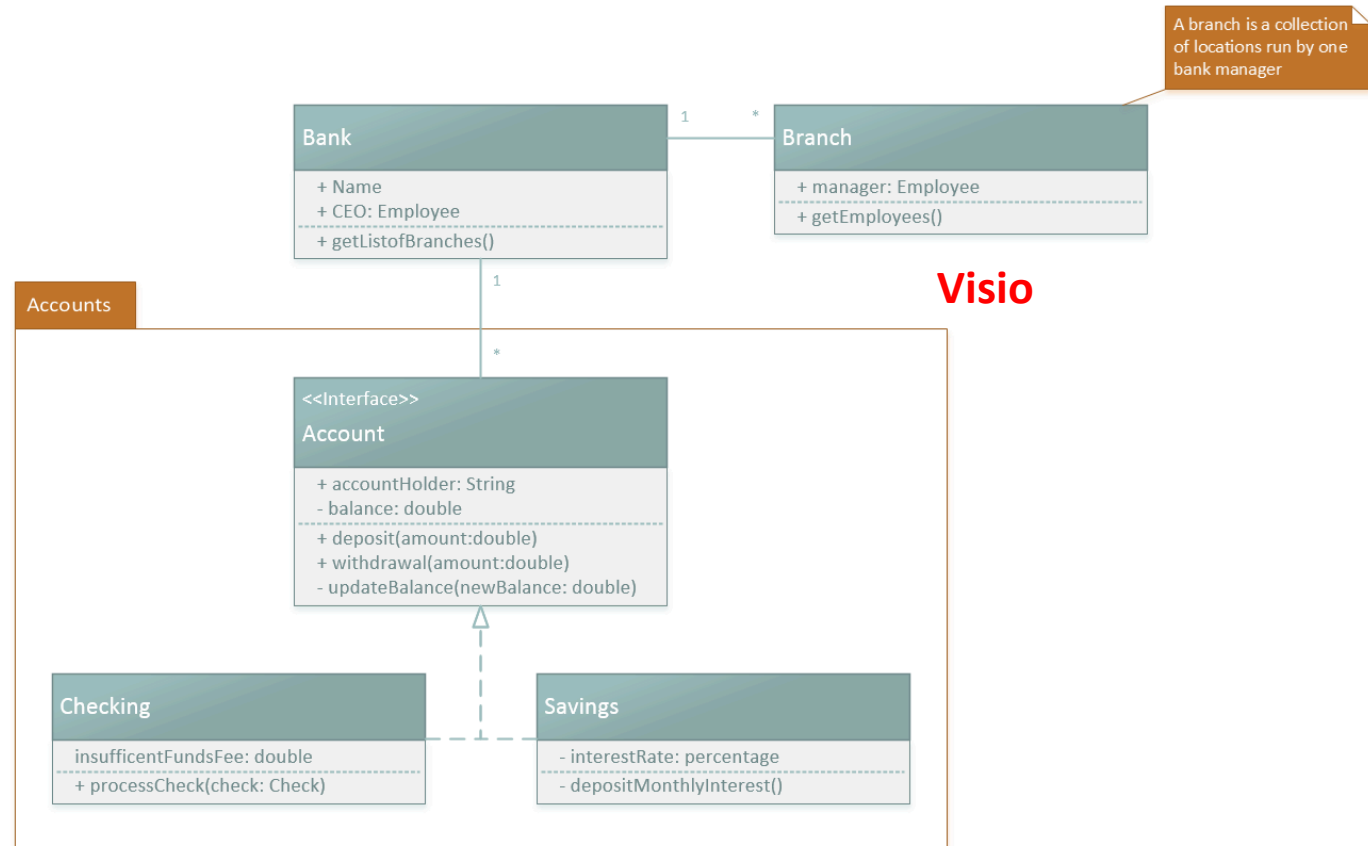 A branch is a collection
of locations run by one
bank manager
Bank
1
*
Branch
+ Name
+ CEO: Employee
+ getListofBranches()
+ manager: Employee
+ getEmployees()
Visio
1
Accounts
*
<<Interface>>
Account
+ accountHolder: String
- balance: double
+ deposit(amount:double)
+ withdrawal(amount:double)
- updateBalance(newBalance: double)
Checking
insufficentFundsFee: double
+ processCheck(check: Check)
Savings
- interestRate: percentage
- depositMonthlyInterest()